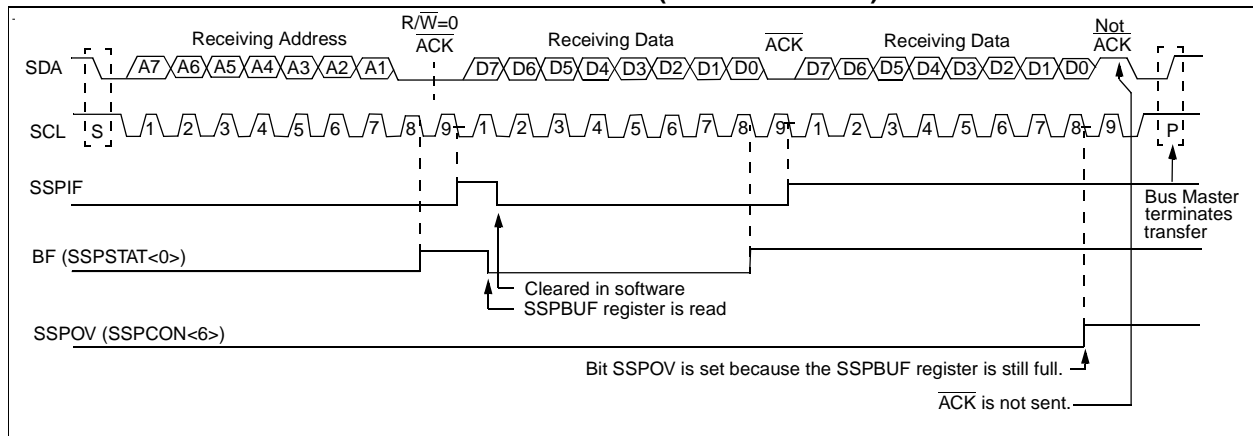 R/W=0
Receiving Address ACK Receiving Data ACK Receiving Data Not ACK
SDA A7 A6 A5 A4 A3 A2 A1 D7 D6 D5 D4 D3 D2 D1 D0 D7 D6 D5 D4 D3 D2 D1 D0
SCL S 1 2 3 4 5 6 7 8 9 1 2 3 4 5 6 7 8 9 1 2 3 4 5 6 7 8 9 P
SSPIF
Bus Master
terminates
transfer
BF (SSPSTAT<0>)
Cleared in software
SSPBUF register is read
SSPOV (SSPCON<6>)
Bit SSPOV is set because the SSPBUF register is still full.
ACK is not sent.